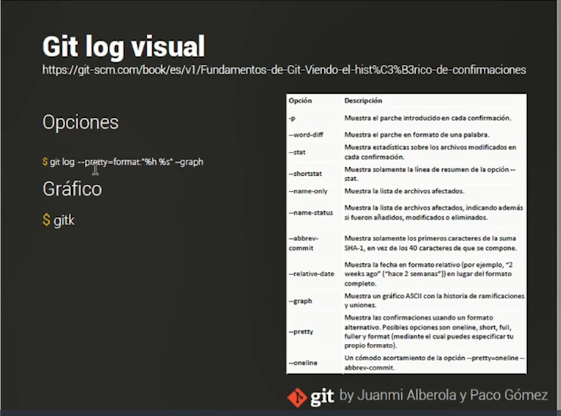 Git log visual
https://git-scm.com/book/es/v1/Fundamentos-de-Git-Viendo-el-hist%C3%B3rico-de-confirmaciones
Opciones
$ git log --pretty=format:"%h %s" --graph
Gráfico
$ gitk
Opción Descripción
-p Muestra el parche introducido en cada confirmación.
--word-diff Muestra el parche en formato de una palabra.
--stat Muestra estadísticas sobre los archivos modificados en
cada confirmación.
--shortstat Muestra solamente la línea de resumen de la opción --
stat.
--name-only Muestra la lista de archivos afectados.
--name-status Muestra la lista de archivos afectados, indicando además
si fueron añadidos, modificados o eliminados.
--abbrev-
commit Muestra solamente los primeros caracteres de la suma
SHA-1, en vez de los 40 caracteres de que se compone.
--relative-date Muestra la fecha en formato relativo (por ejemplo, "2
weeks ago" ("hace 2 semanas")) en lugar del formato
completo.
--graph Muestra un gráfico ASCII con la historia de ramificaciones
y uniones.
--pretty Muestra las confirmaciones usando un formato
alternativo. Posibles opciones son oneline, short, full,
fuller y format (mediante el cual puedes especificar tu
propio formato).
--oneline Un cómodo acortamiento de la opción --pretty=oneline --
abbrev-commit.
git by Juanmi Alberola y Paco Gómez